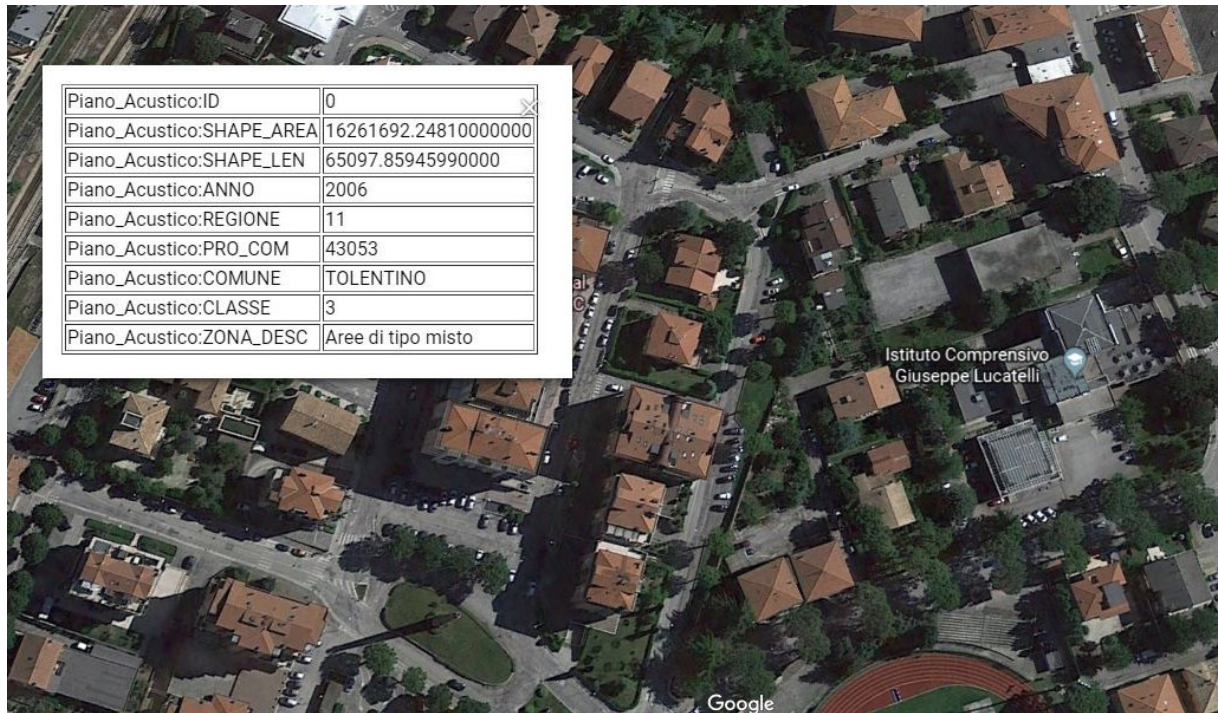 Piano_Acustico:ID 0
Piano_Acustico:SHAPE_AREA 16261692.24810000000
Piano_Acustico:SHAPE_LEN 65097.85945990000
Piano_Acustico:ANNO 2006
Piano_Acustico:REGIONE 11
Piano_Acustico:PRO_COM 43053
Piano_Acustico:COMUNE TOLENTINO
Piano_Acustico:CLASSE 3
Piano_Acustico:ZONA_DESC Aree di tipo misto
al
C
Istituto Comprensivo
Giuseppe Lucatelli
Google